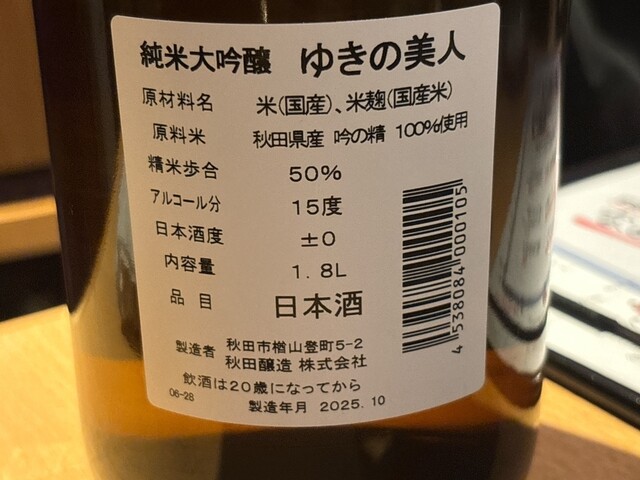 純米大吟醸 ゆきの美人
原材料名 米(国産)、米麹(国産米)
原料米 秋田県産 吟の精 100%使用
精米歩合 50%
アルコール分 15度
日本酒度 ±0
内容量 1.8L
品目 日本酒
製造者 秋田市楢山登町5-2
秋田醸造 株式会社
飲酒は20歳になってから
06-28
製造年月 2025.10
4538084000105